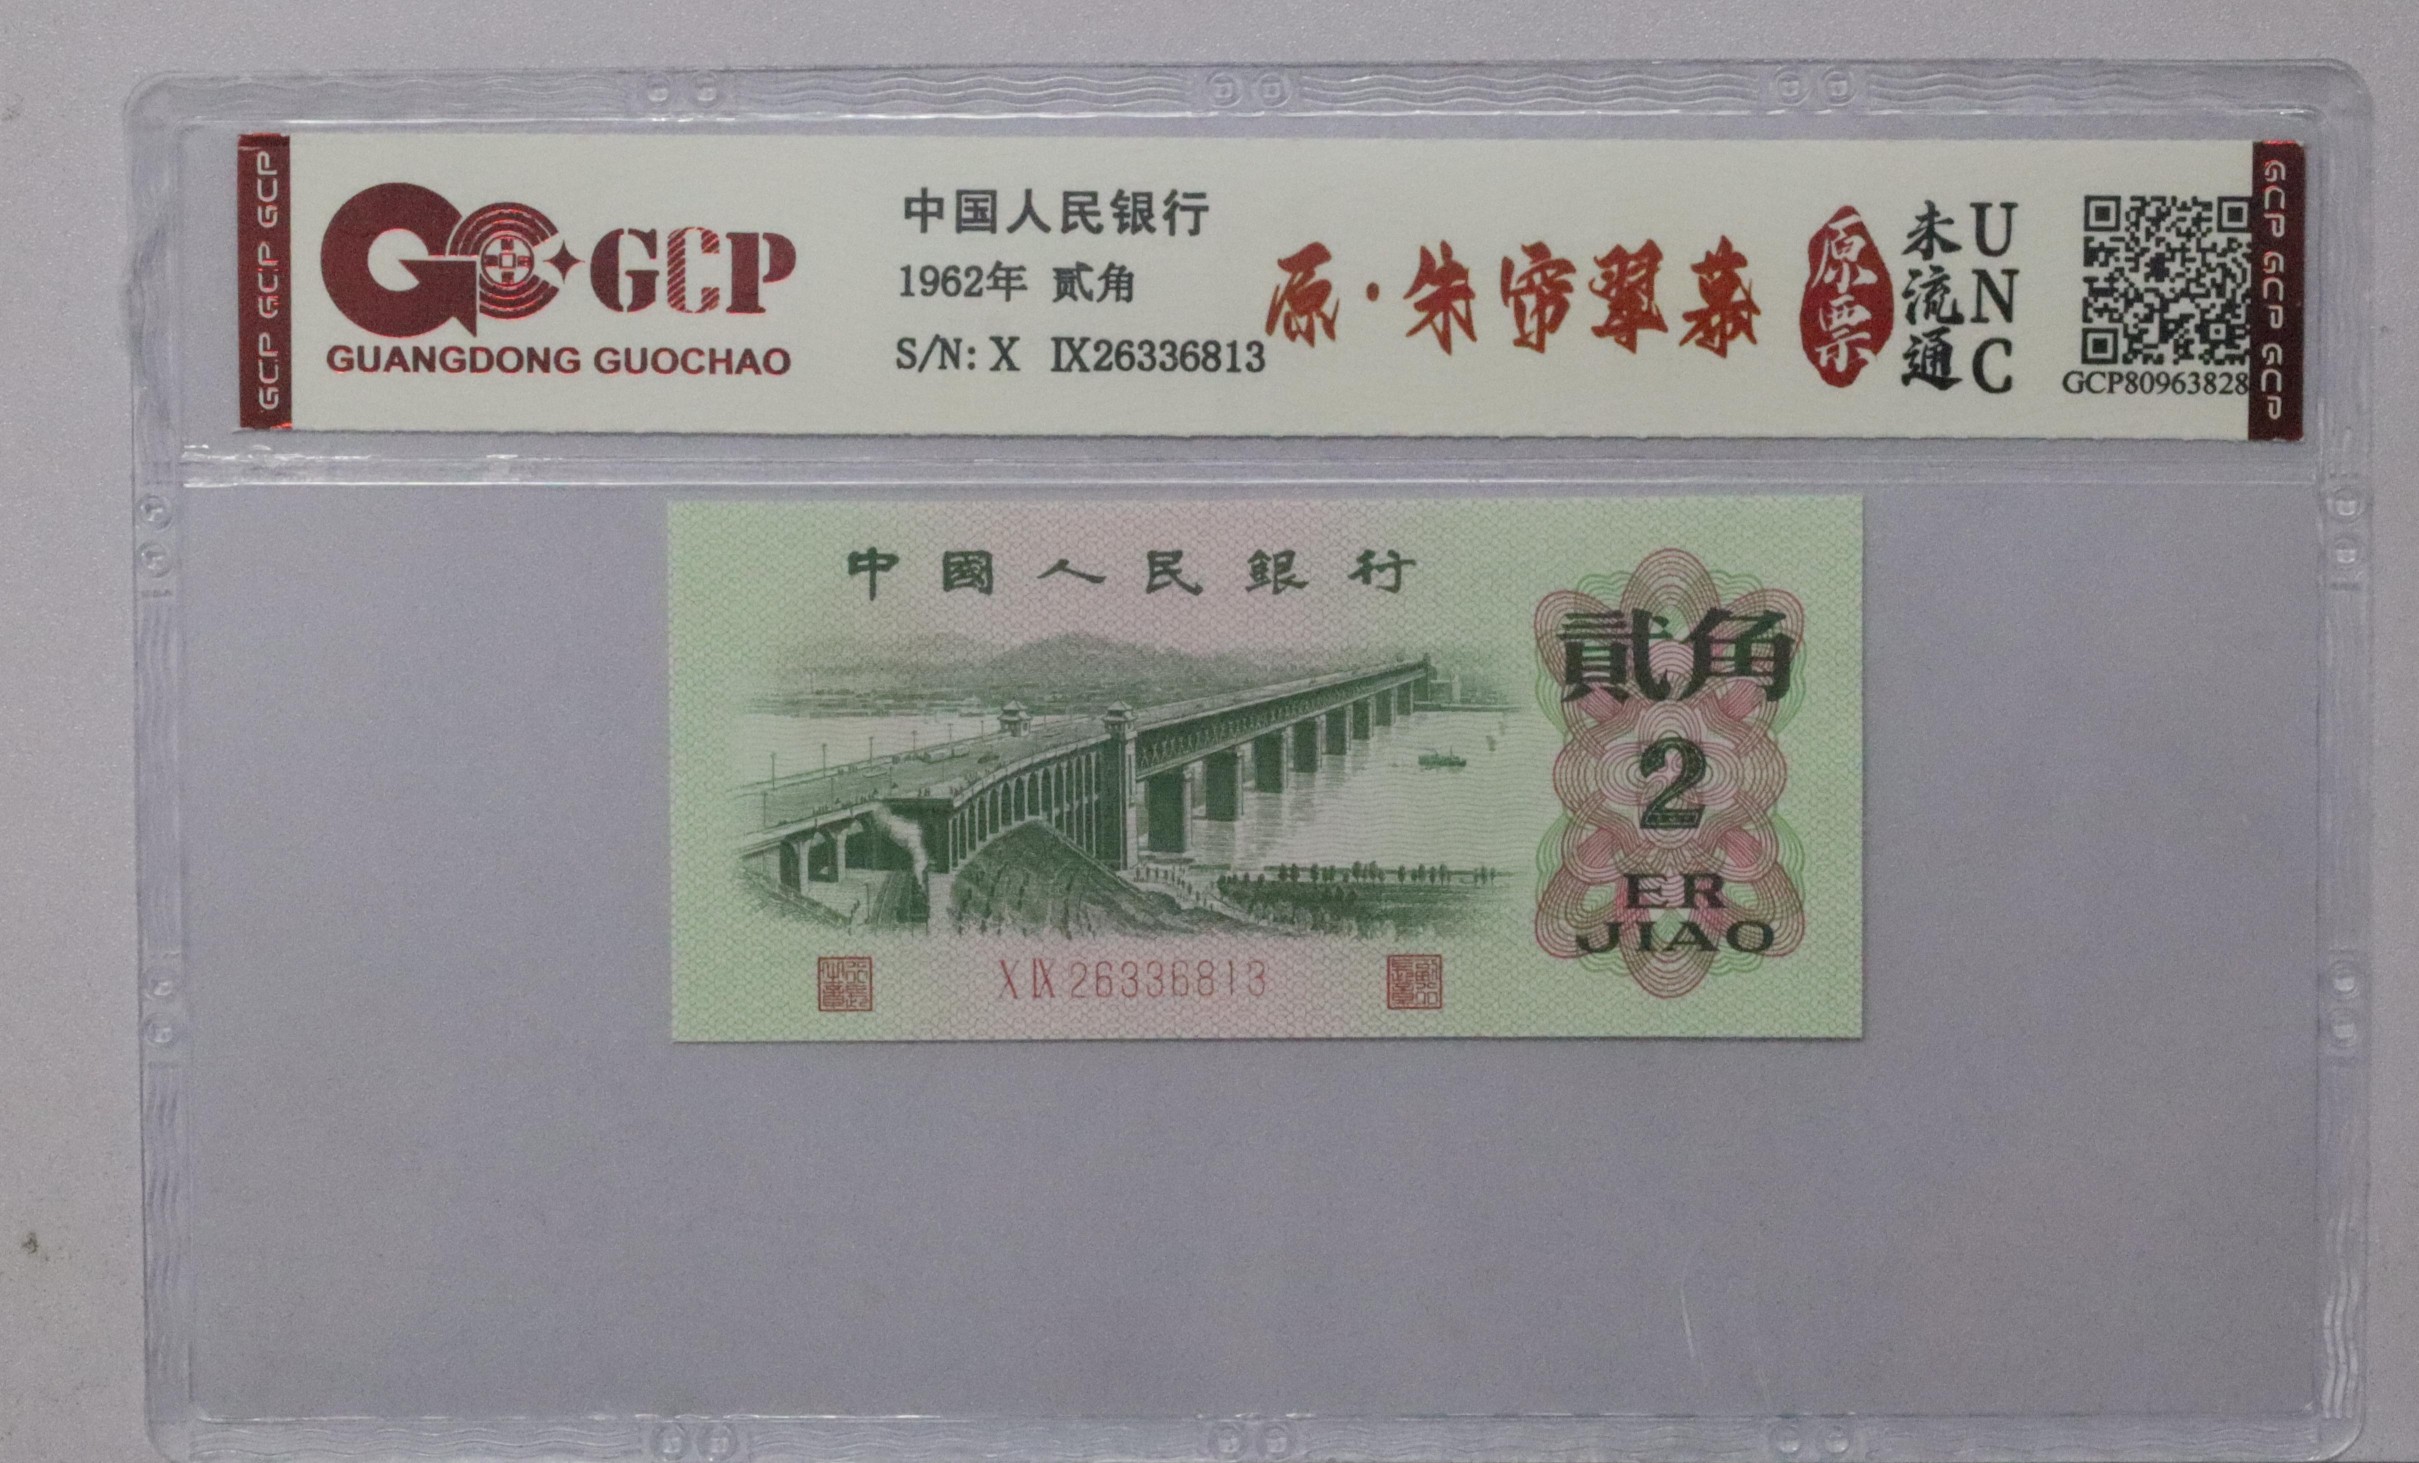 GCP GCP GCP
GCP
GUANGDONG GUOCHAO
中国人民银行
1962年 贰角
S/N: X IX26336813
原·朱帘翠幕
原票
未流通
UNC
GCP80963828
GCP GCP GCP
中國人民銀行
貳角
2
ER
JIAO
X IX 26336813